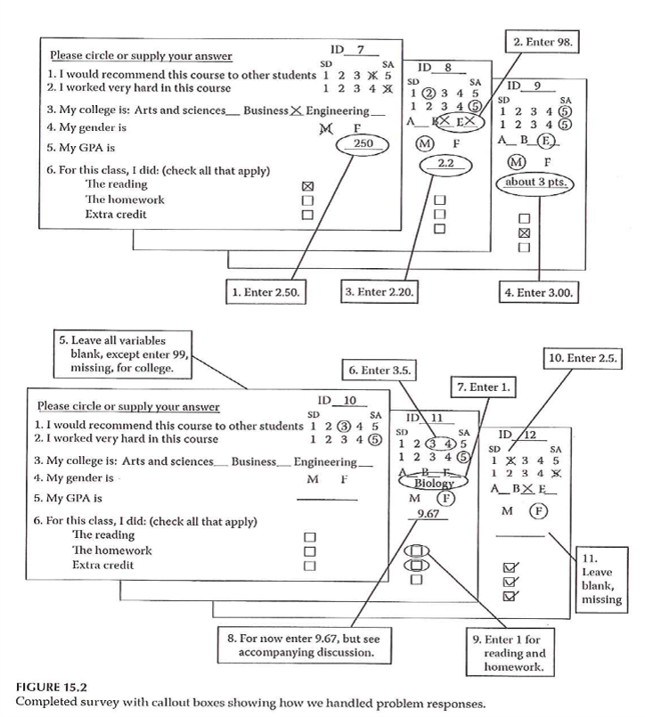 2. Enter 98.
ID 7
Please circle or supply your answer
SD SA
1. I would recommend this course to other students 1 2 3 4 5
2. I worked very hard in this course 1 2 3 4 5
3. My college is: Arts and sciences__ Business X Engineering__
4. My gender is M F
5. My GPA is 250
6. For this class, I did: (check all that apply)
The reading
The homework
Extra credit
ID 8
SD SA
1 2 3 4 5
1 2 3 4 5
A__ BX EX
M F
2.2
ID 9
SD SA
1 2 3 4 5
1 2 3 4 5
A__ B__ E
M F
about 3 pts.
1. Enter 2.50.
3. Enter 2.20.
4. Enter 3.00.
5. Leave all variables
blank, except enter 99,
missing, for college.
6. Enter 3.5.
7. Enter 1.
10. Enter 2.5.
ID 10
Please circle or supply your answer
SD SA
1. I would recommend this course to other students 1 2 3 4 5
2. I worked very hard in this course 1 2 3 4 5
3. My college is: Arts and sciences__ Business__ Engineering__
4. My gender is M F
5. My GPA is
6. For this class, I did: (check all that apply)
The reading
The homework
Extra credit
ID 11
SD SA
1 2 3 4 5
1 2 3 4 5
A__ B__ E__
Biology
M F
9.67
ID 12
SD SA
1 2 3 4 5
1 2 3 4 5
A__ BX E__
M F
11.
Leave
blank,
missing
8. For now enter 9.67, but see
accompanying discussion.
9. Enter 1 for
reading and
homework.
FIGURE 15.2
Completed survey with callout boxes showing how we handled problem responses.